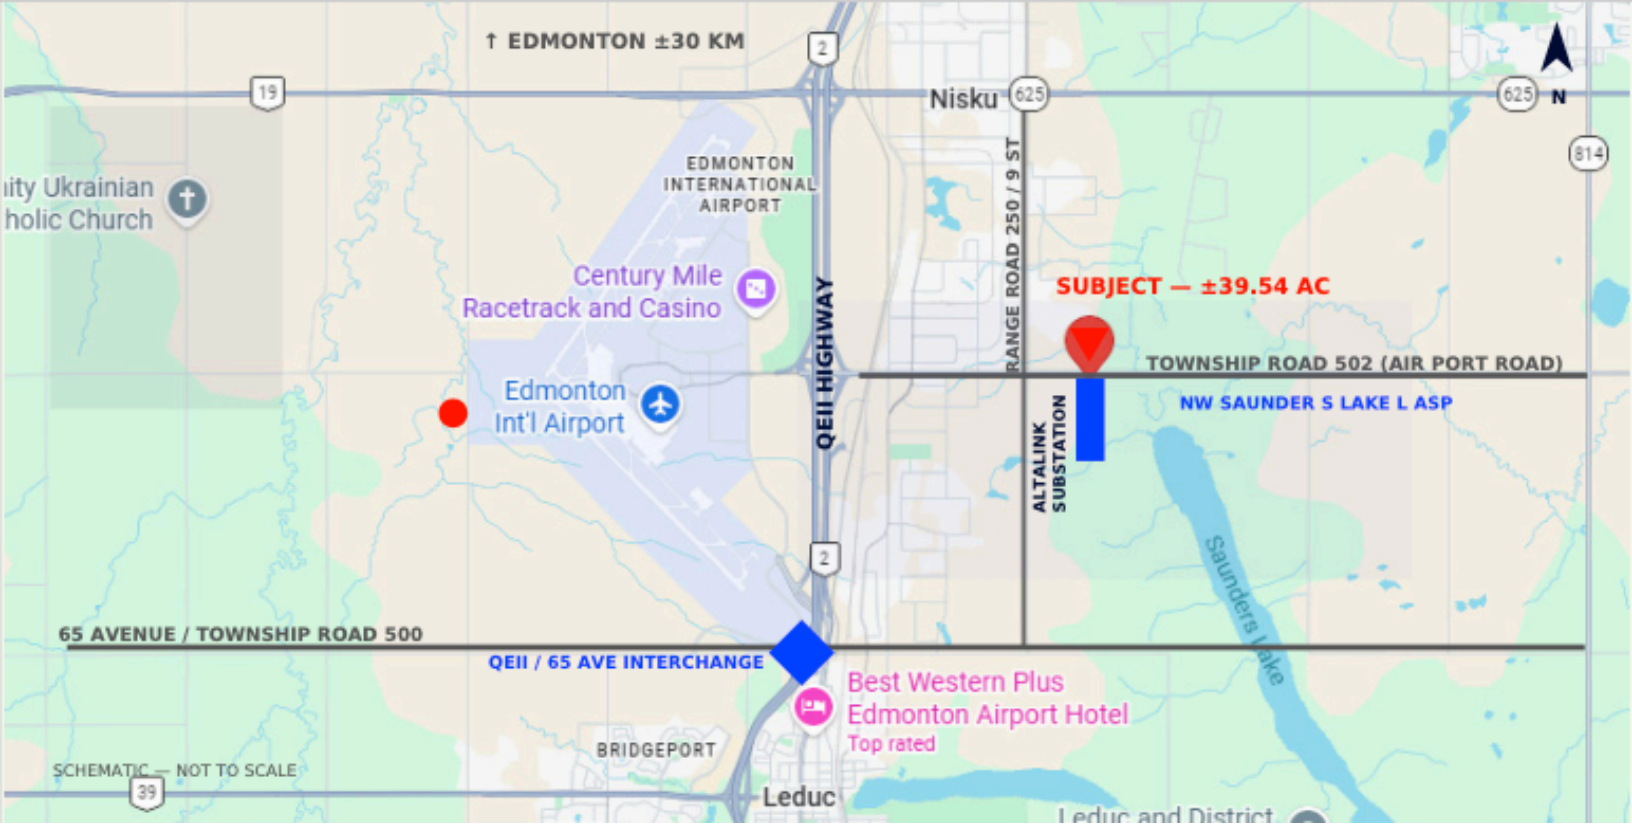 ↑ EDMONTON ±30 KM
2
19
Nisku
625
625
N
814
EDMONTON
INTERNATIONAL
AIRPORT
RANGE ROAD 250 / 9 ST
ity Ukrainian
holic Church
Century Mile
Racetrack and Casino
QEII HIGHWAY
SUBJECT — ±39.54 AC
TOWNSHIP ROAD 502 (AIR PORT ROAD)
Edmonton
Int'l Airport
NW SAUNDER S LAKE L ASP
ALTALINK
SUBSTATION
2
Saunders Lake
65 AVENUE / TOWNSHIP ROAD 500
QEII / 65 AVE INTERCHANGE
Best Western Plus
Edmonton Airport Hotel
Top rated
BRIDGEPORT
SCHEMATIC — NOT TO SCALE
39
Leduc
Leduc and District